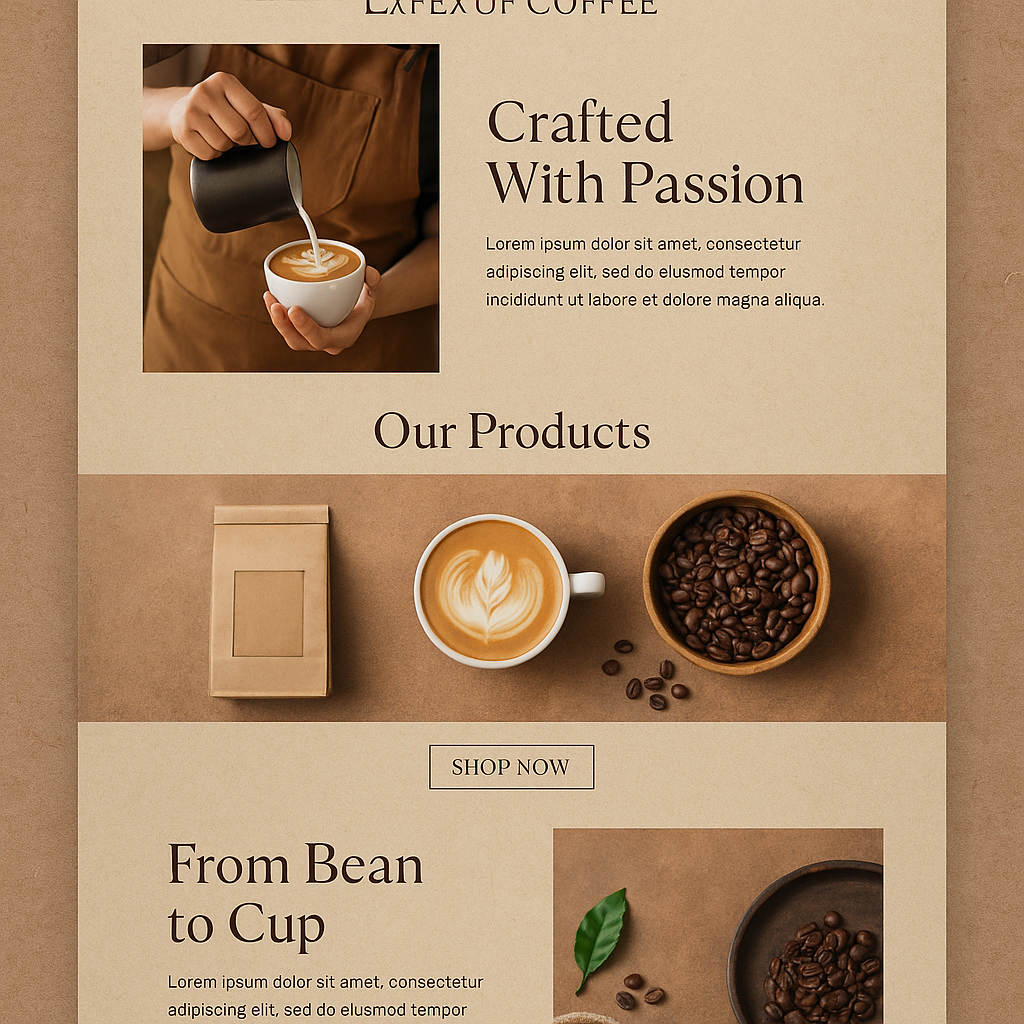 OF COFFEE
Crafted
With Passion
Lorem ipsum dolor sit amet, consectetur
adipiscing elit, sed do elusmod tempor
incididunt ut labore et dolore magna aliqua.
Our Products
SHOP NOW
From Bean
to Cup
Lorem ipsum dolor sit amet, consectetur
adipiscing elit, sed do elusmod tempor